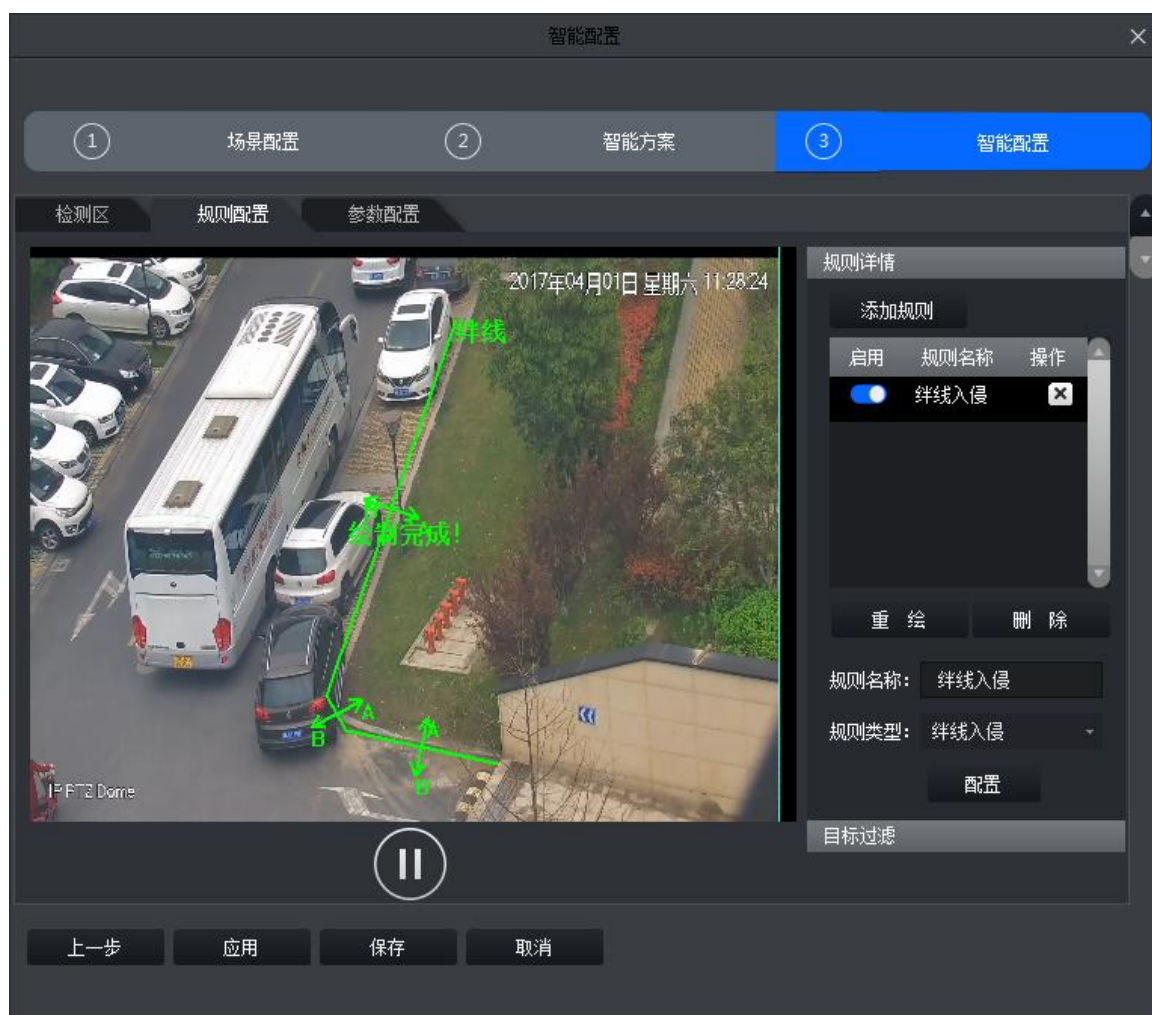 智能配置
1 场景配置 2 智能方案 3 智能配置
检测区 规则配置 参数配置
2017年04月01日 星期六 11:28:24
绊线
绘制完成!
A
B
A
B
IP PTZ Dome
规则详情
添加规则
启用 规则名称 操作
绊线入侵
重 绘 删 除
规则名称: 绊线入侵
规则类型: 绊线入侵
配置
目标过滤
上一步 应用 保存 取消